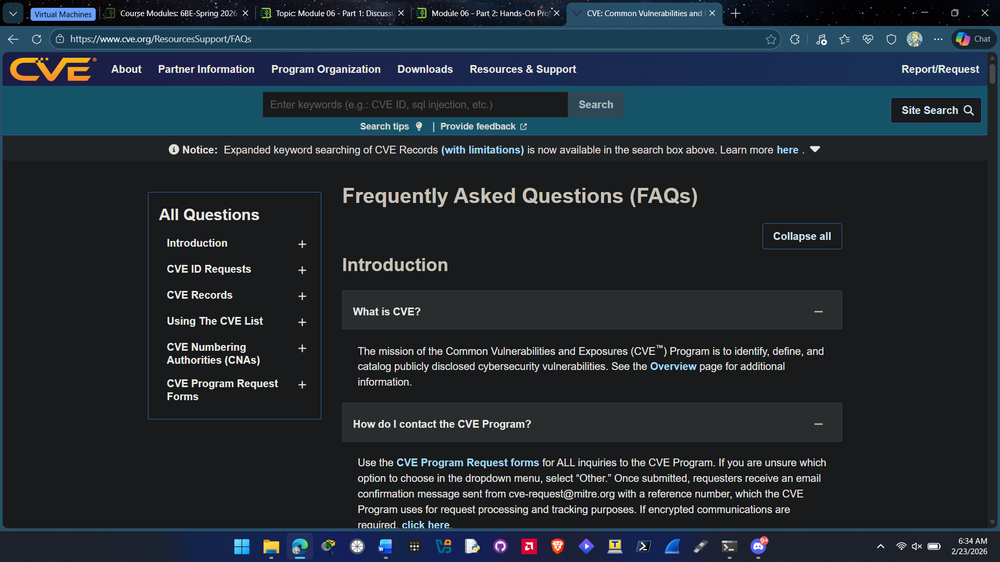 Virtual Machines
Course Modules: 6BE-Spring 2026
Topic: Module 06 - Part 1: Discussi
Module 06 - Part 2: Hands-On Proj
CVE: Common Vulnerabilities and
https://www.cve.org/ResourcesSupport/FAQs
Chat
CVE®
About
Partner Information
Program Organization
Downloads
Resources & Support
Report/Request
Enter keywords (e.g.: CVE ID, sql injection, etc.)
Search
Site Search
Search tips | Provide feedback
Notice: Expanded keyword searching of CVE Records (with limitations) is now available in the search box above. Learn more here .
All Questions
Introduction +
CVE ID Requests +
CVE Records +
Using The CVE List +
CVE Numbering +
Authorities (CNAs)
CVE Program Request +
Forms
Frequently Asked Questions (FAQs)
Collapse all
Introduction
What is CVE? –
The mission of the Common Vulnerabilities and Exposures (CVE™) Program is to identify, define, and
catalog publicly disclosed cybersecurity vulnerabilities. See the Overview page for additional
information.
How do I contact the CVE Program? –
Use the CVE Program Request forms for ALL inquiries to the CVE Program. If you are unsure which
option to choose in the dropdown menu, select “Other.” Once submitted, requesters receive an email
confirmation message sent from cve-request@mitre.org with a reference number, which the CVE
Program uses for request processing and tracking purposes. If encrypted communications are
required, click here.
9+
6:34 AM
2/23/2026